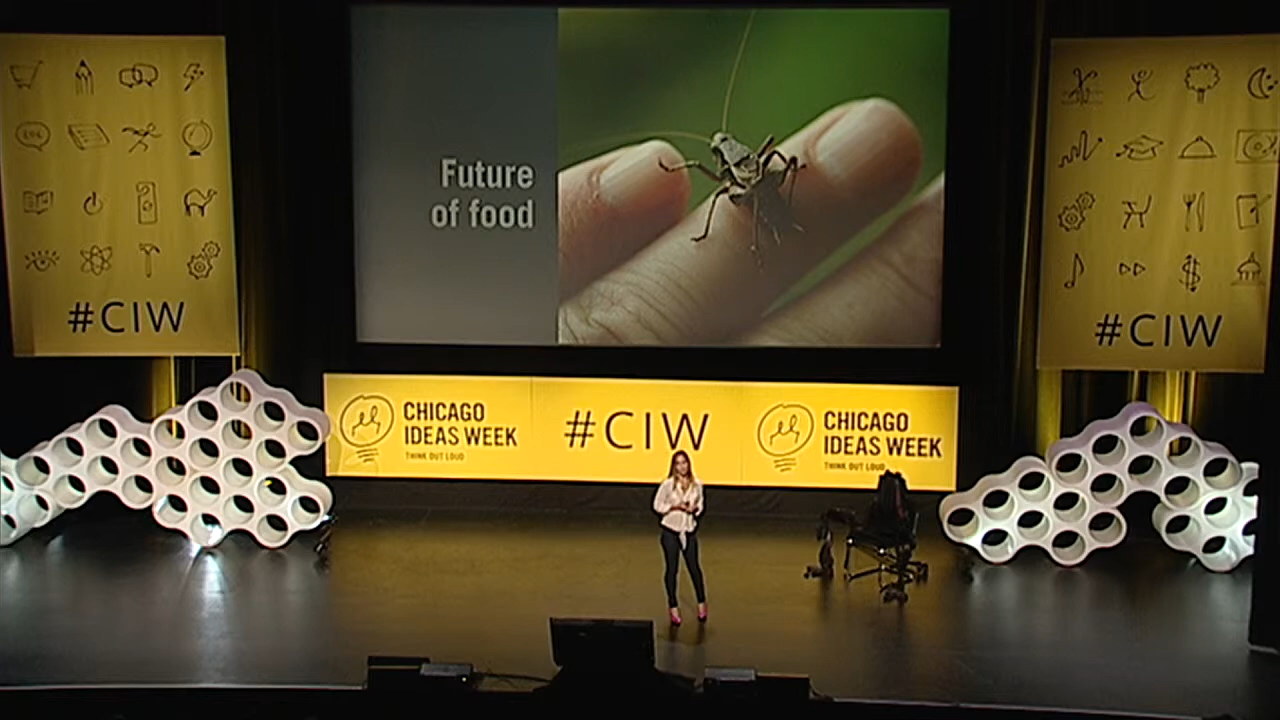 Future
of food
#CIW
#CIW
CHICAGO
IDEAS WEEK
THINK OUT LOUD
#CIW
CHICAGO
IDEAS WEEK
THINK OUT LOUD